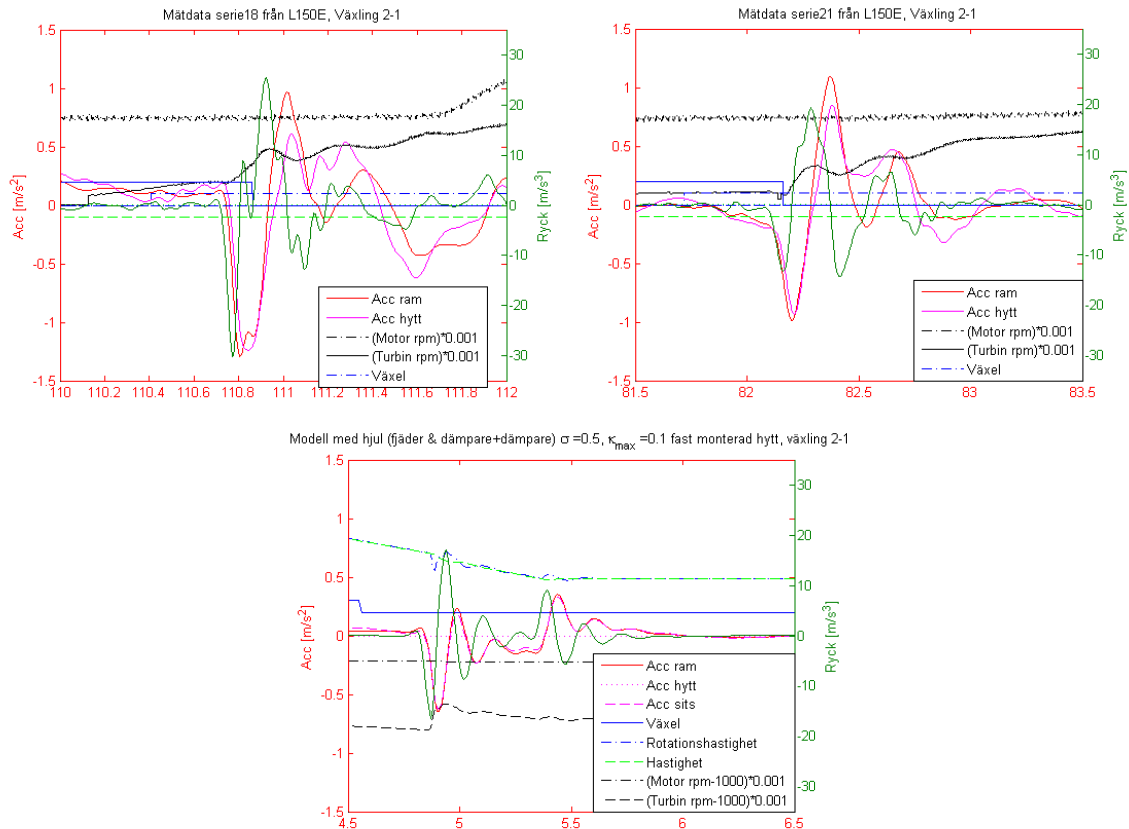 Mätdata serie18 från L150E, Växling 2-1
1.5
1
0.5
0
-0.5
-1
-1.5
Acc [m/s²]
30
20
10
0
-10
-20
-30
Ryck [m/s³]
110 110.2 110.4 110.6 110.8 111 111.2 111.4 111.6 111.8 112
Acc ram
Acc hytt
(Motor rpm)*0.001
(Turbin rpm)*0.001
Växel
Mätdata serie21 från L150E, Växling 2-1
1.5
1
0.5
0
-0.5
-1
-1.5
Acc [m/s²]
30
20
10
0
-10
-20
-30
Ryck [m/s³]
81.5 82 82.5 83 83.5
Acc ram
Acc hytt
(Motor rpm)*0.001
(Turbin rpm)*0.001
Växel
Modell med hjul (fjäder & dämpare+dämpare) σ =0.5, κmax =0.1 fast monterad hytt, växling 2-1
1.5
1
0.5
0
-0.5
-1
-1.5
Acc [m/s²]
30
20
10
0
-10
-20
-30
Ryck [m/s³]
4.5 5 5.5 6 6.5
Acc ram
Acc hytt
Acc sits
Växel
Rotationshastighet
Hastighet
(Motor rpm-1000)*0.001
(Turbin rpm-1000)*0.001